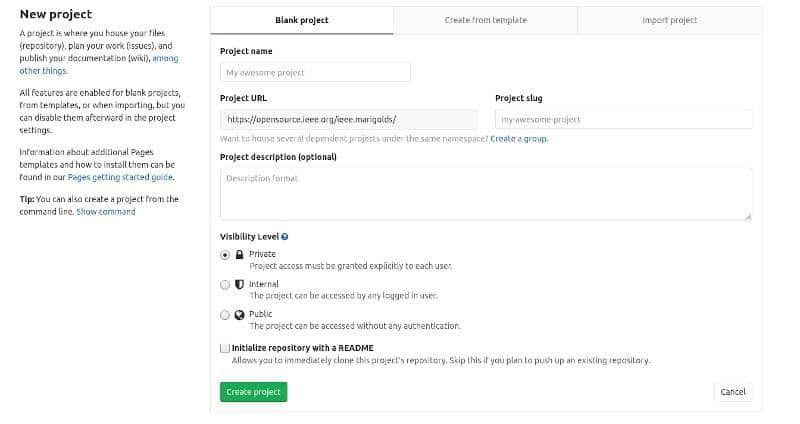 New project
A project is where you house your files
(repository), plan your work (issues), and
publish your documentation (wiki), among
other things.
All features are enabled for blank projects,
from templates, or when importing, but you
can disable them afterward in the project
settings.
Information about additional Pages
templates and how to install them can be
found in our Pages getting started guide.
Tip: You can also create a project from the
command line. Show command
Blank project
Create from template
Import project
Project name
My awesome project
Project URL
Project slug
https://opensource.ieee.org/ieee.marigolds/
my-awesome-project
Want to house several dependent projects under the same namespace? Create a group.
Project description (optional)
Description format
Visibility Level
Private
Project access must be granted explicitly to each user.
Internal
The project can be accessed by any logged in user.
Public
The project can be accessed without any authentication.
Initialize repository with a README
Allows you to immediately clone this project's repository. Skip this if you plan to push up an existing repository.
Create project
Cancel